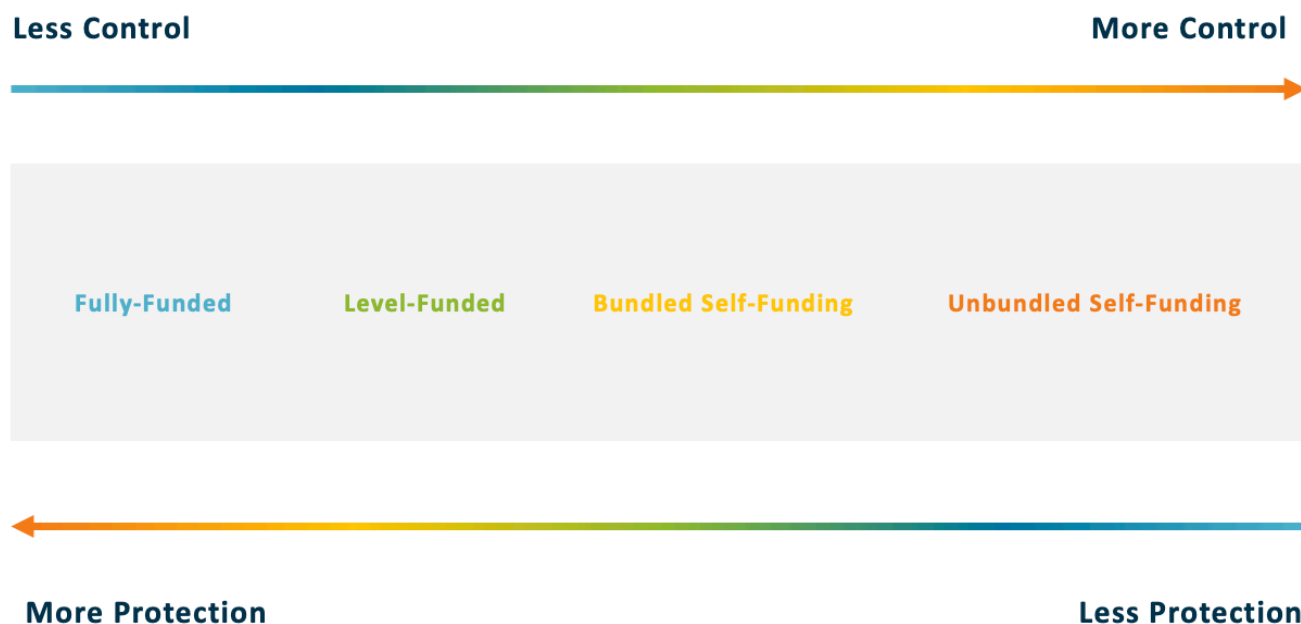 Less Control More Control
Fully-Funded Level-Funded Bundled Self-Funding Unbundled Self-Funding
More Protection Less Protection